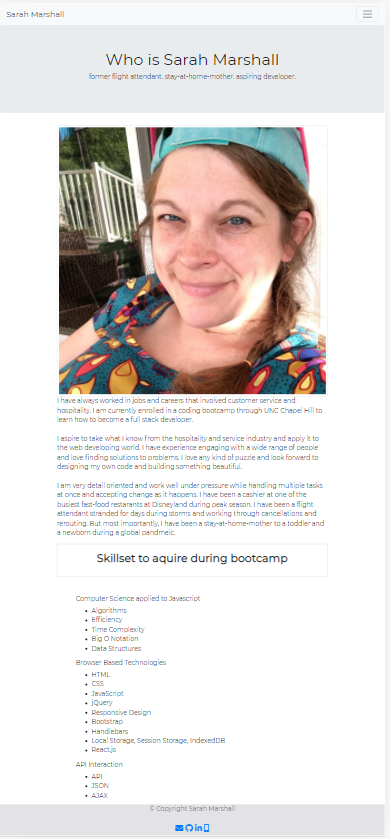 Sarah Marshall
Who is Sarah Marshall
former flight attendant. stay-at-home-mother. aspiring developer.
I have always worked in jobs and careers that involved customer service and
hospitality. I am currently enrolled in a coding bootcamp through UNC Chapel Hill to
learn how to become a full stack developer.
I aspire to take what I know from the hospitality and service industry and apply it to
the web developing world. I have experience engaging with a wide range of people
and love finding solutions to problems. I love any kind of puzzle and look forward to
designing my own code and building something beautiful.
I am very detail oriented and work well under pressure while handling multiple tasks
at once and accepting change as it happens. I have been a cashier at one of the
busiest fast-food restarants at Disneyland during peak season. I have been a flight
attendant stranded for days during storms and working through cancellations and
rerouting. But most importantly, I have been a stay-at-home-mother to a toddler and
a newborn during a global pandmeic.
Skillset to aquire during bootcamp
Computer Science applied to Javascript
Algorithms
Efficiency
Time Complexity
Big O Notation
Data Structures
Browser Based Technologies
HTML
CSS
JavaScript
jQuery
Responsive Design
Bootstrap
Handlebars
Local Storage, Session Storage, IndexedDB
React.js
API Interaction
API
JSON
AJAX
© Copyright Sarah Marshall